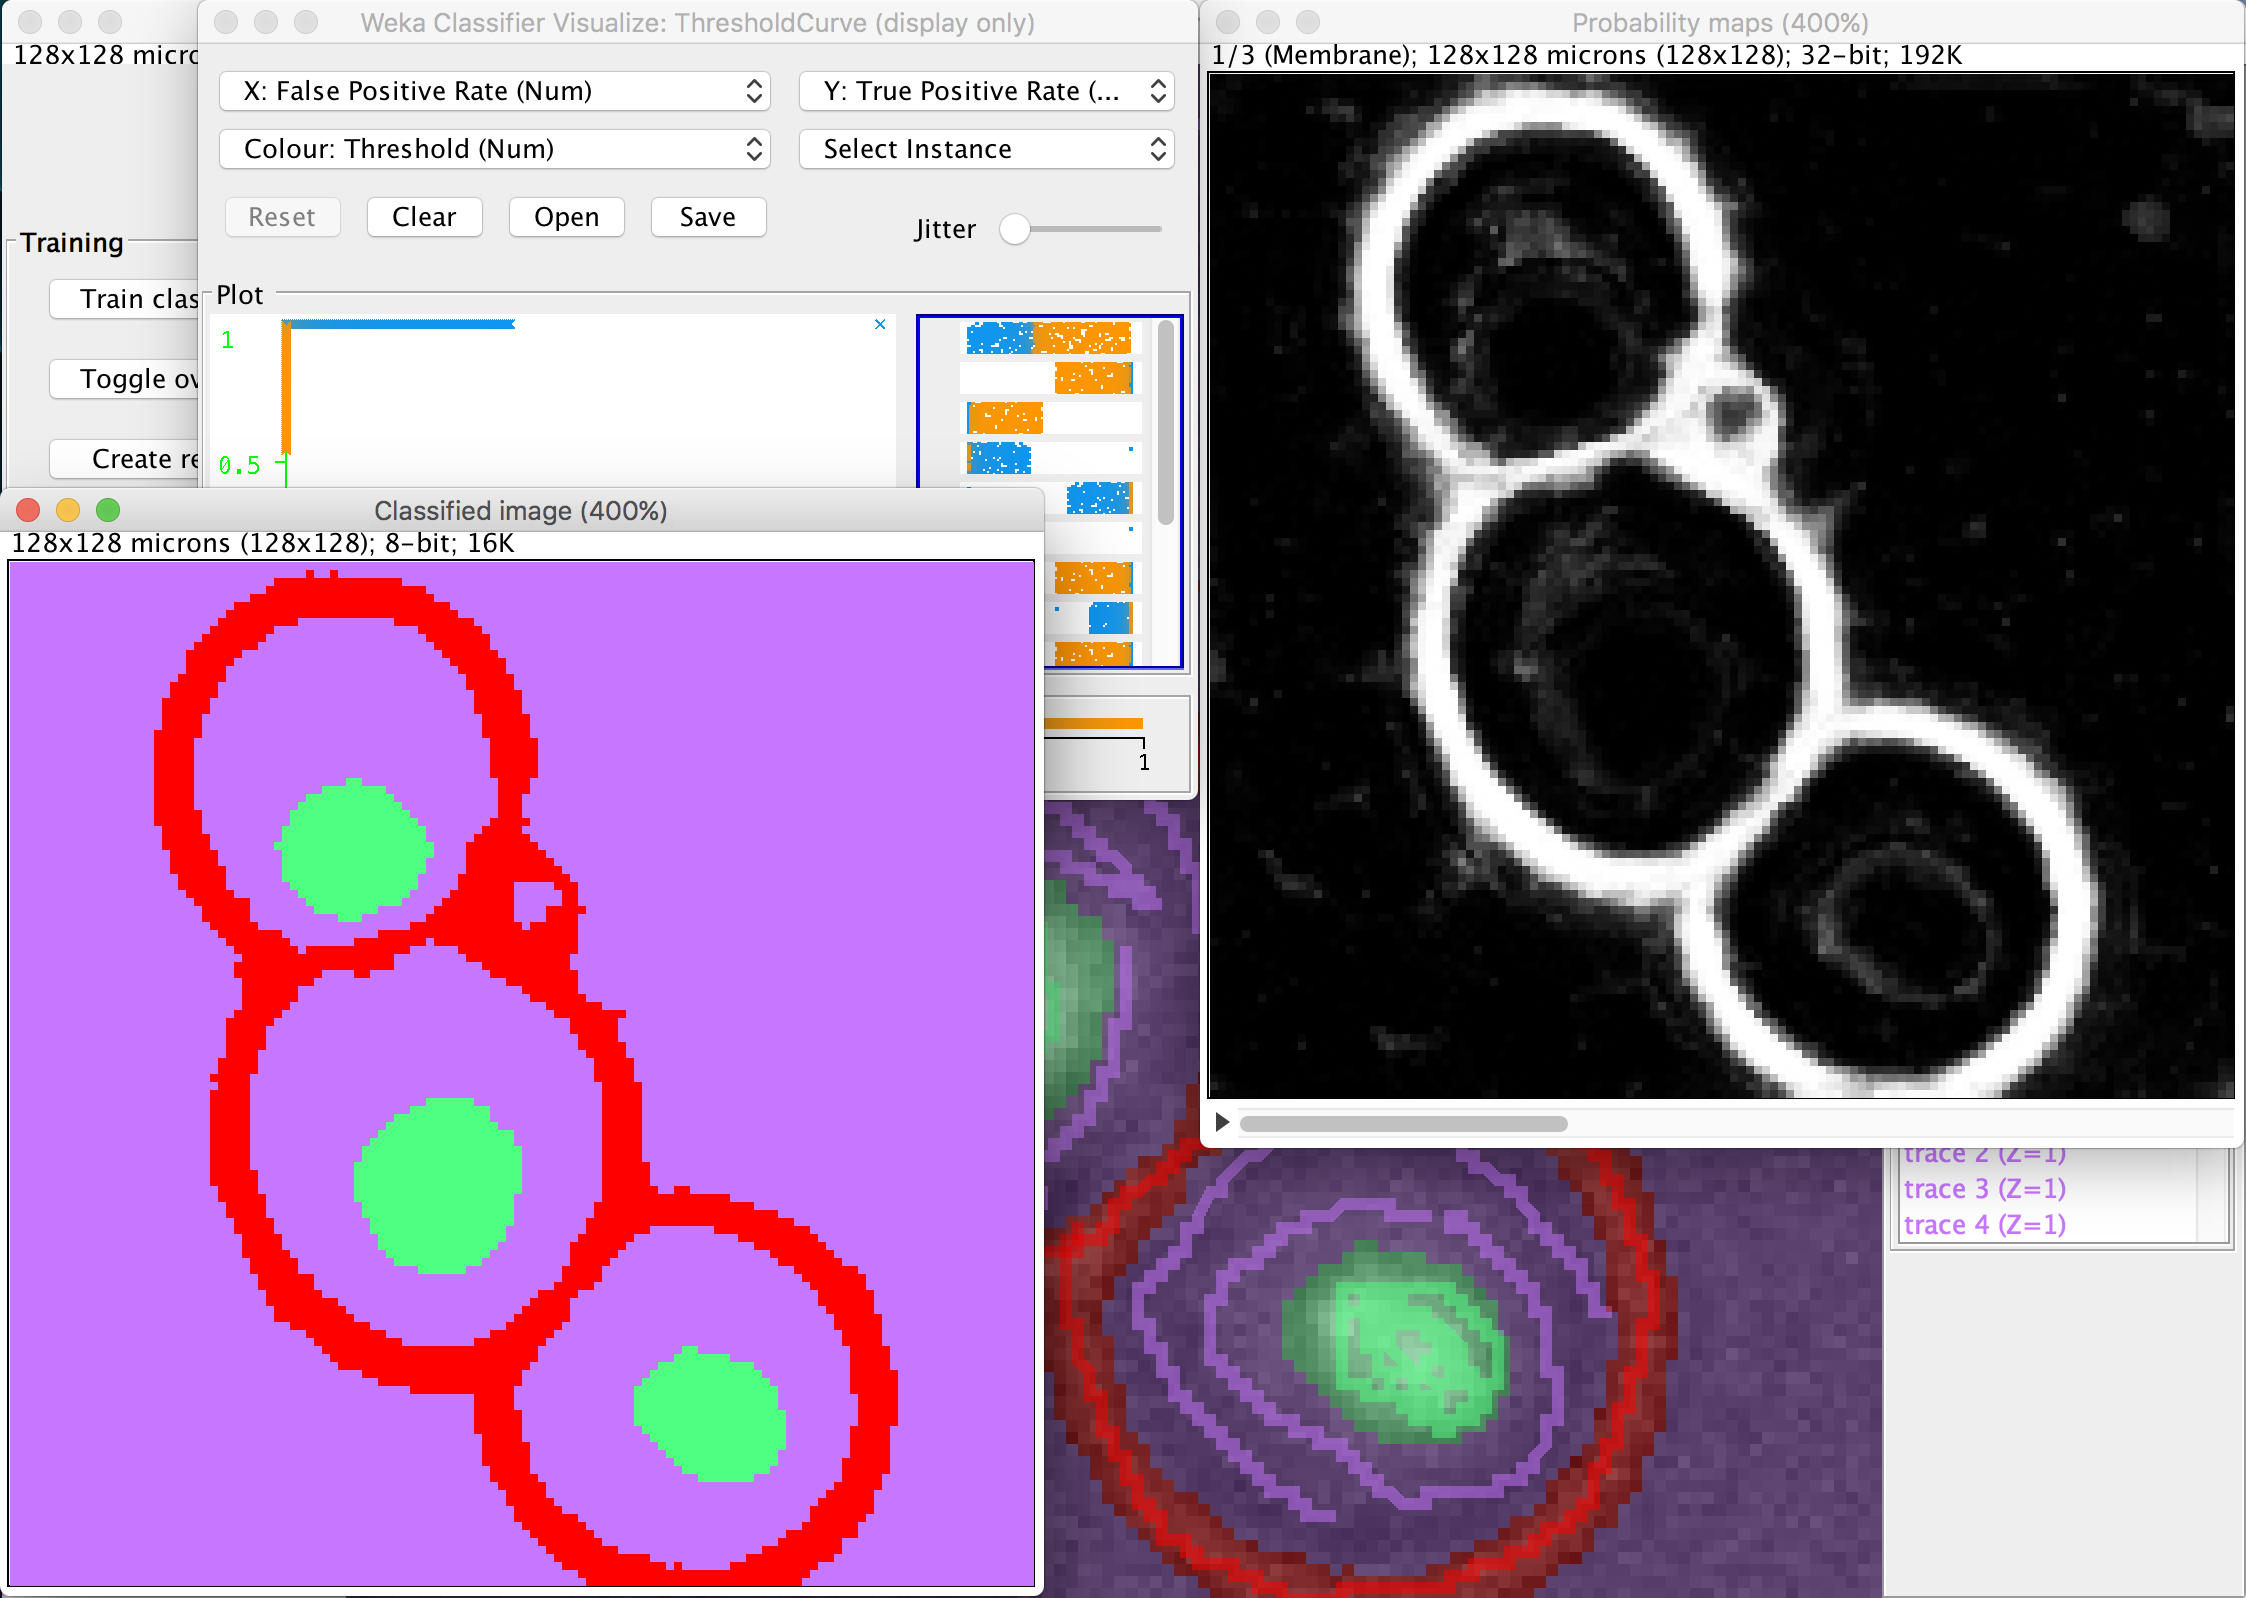 128x128 micro
Training
Train clas
Toggle ov
Create re
Weka Classifier Visualize: ThresholdCurve (display only)
X: False Positive Rate (Num)
Y: True Positive Rate (...
Colour: Threshold (Num)
Select Instance
Reset
Clear
Open
Save
Jitter
Plot
1
0.5
1
Probability maps (400%)
1/3 (Membrane); 128x128 microns (128x128); 32-bit; 192K
Classified image (400%)
128x128 microns (128x128); 8-bit; 16K
trace 2 (Z=1)
trace 3 (Z=1)
trace 4 (Z=1)